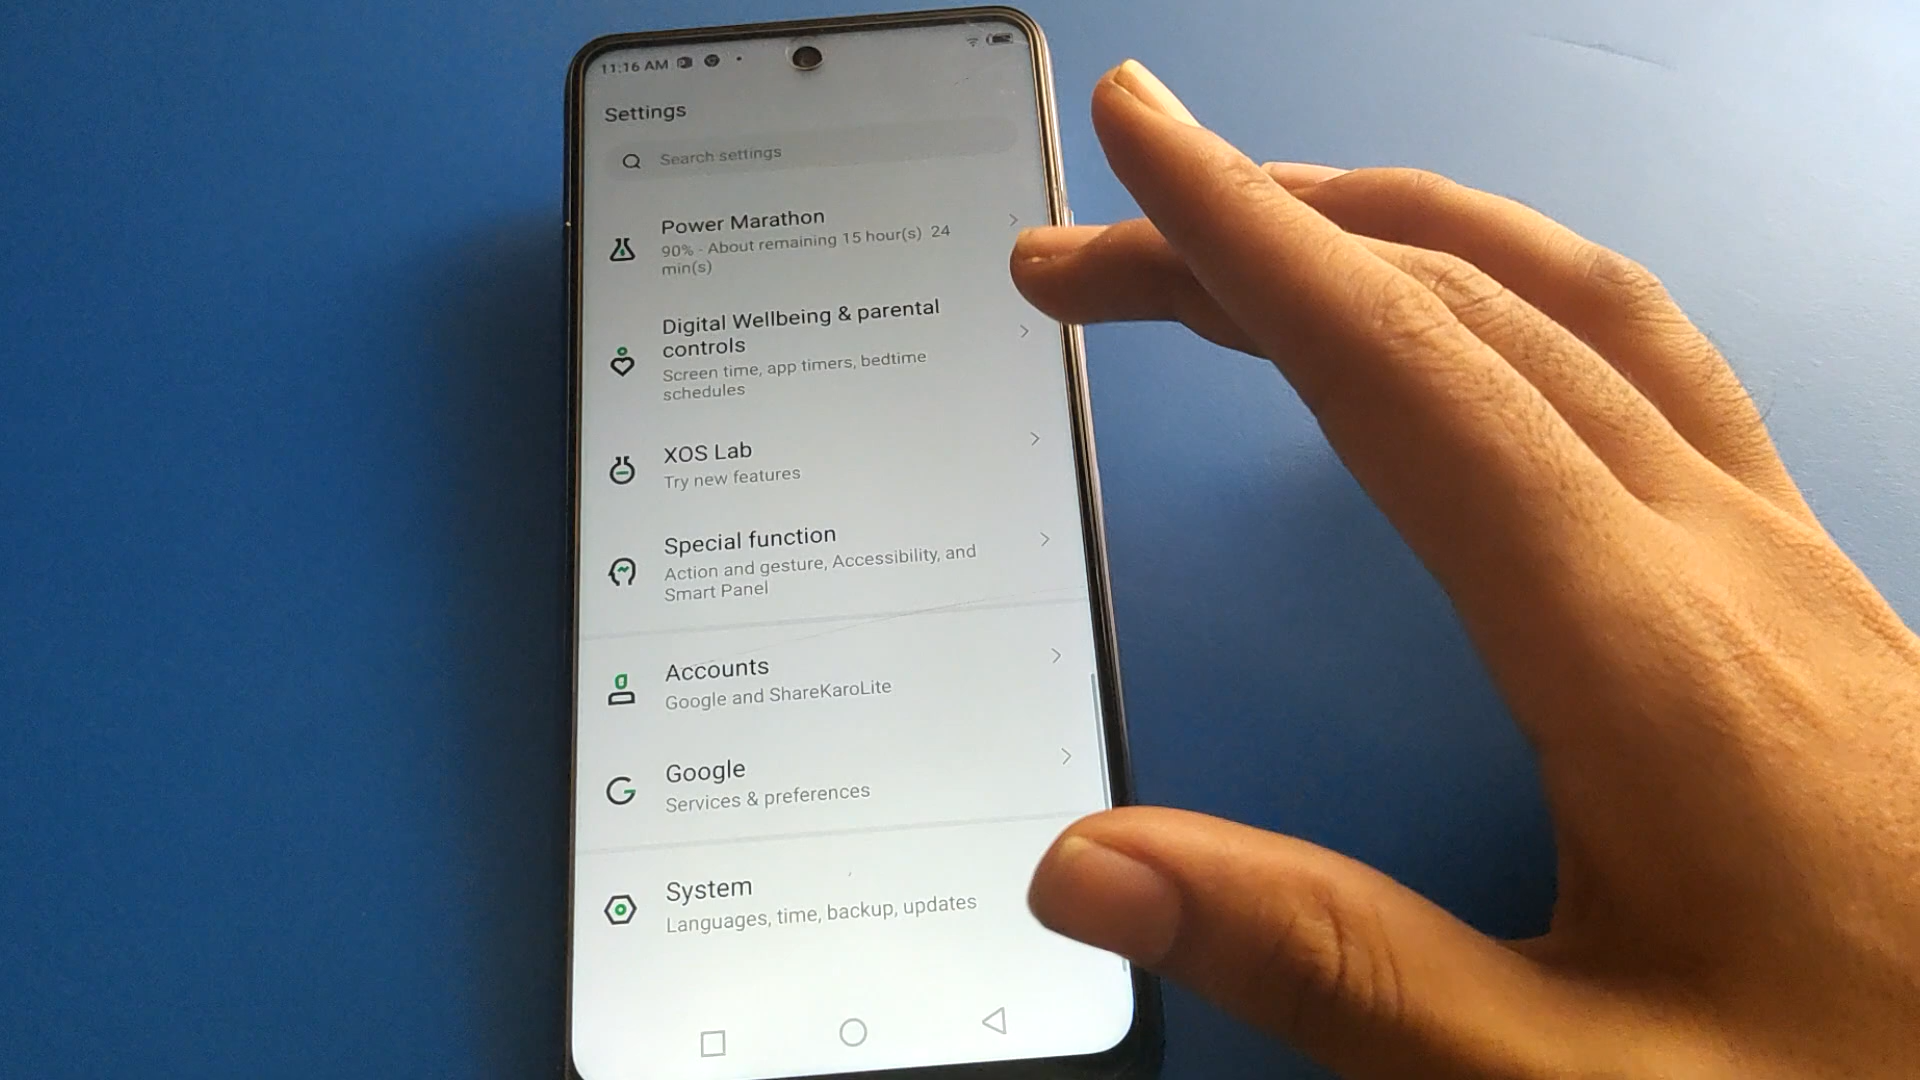 11:16 AM
Settings
Search settings
Power Marathon
90% - About remaining 15 hour(s) 24
min(s)
Digital Wellbeing & parental
controls
Screen time, app timers, bedtime
schedules
XOS Lab
Try new features
Special function
Action and gesture, Accessibility, and
Smart Panel
Accounts
Google and ShareKaroLite
Google
Services & preferences
System
Languages, time, backup, updates